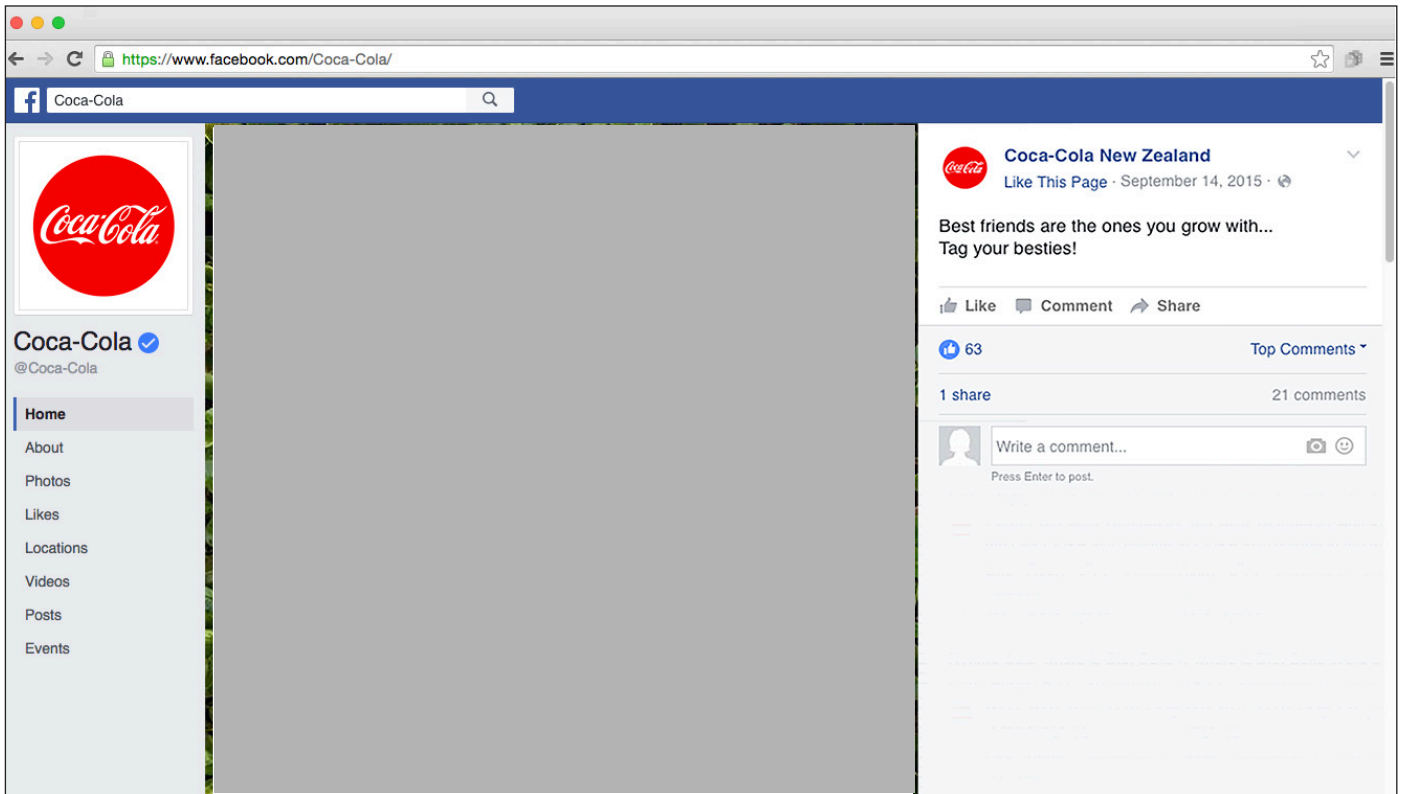 https://www.facebook.com/Coca-Cola/
Coca-Cola
Coca-Cola
Coca-Cola
@Coca-Cola
Home
About
Photos
Likes
Locations
Videos
Posts
Events
Coca-Cola
Coca-Cola New Zealand
Like This Page · September 14, 2015 ·
Best friends are the ones you grow with...
Tag your besties!
Like Comment Share
63 Top Comments
1 share 21 comments
Write a comment...
Press Enter to post.